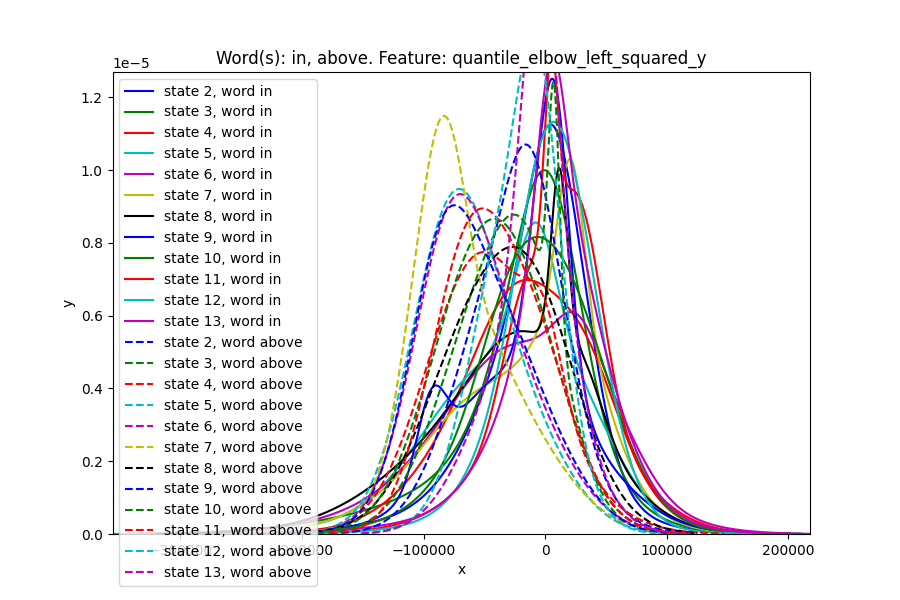 Word(s): in, above. Feature: quantile_elbow_left_squared_y
1e−5
1.2
1.0
0.8
0.6
0.4
0.2
0.0
y
state 2, word in
state 3, word in
state 4, word in
state 5, word in
state 6, word in
state 7, word in
state 8, word in
state 9, word in
state 10, word in
state 11, word in
state 12, word in
state 13, word in
state 2, word above
state 3, word above
state 4, word above
state 5, word above
state 6, word above
state 7, word above
state 8, word above
state 9, word above
state 10, word above
state 11, word above
state 12, word above
state 13, word above
−100000 0 100000 200000
x